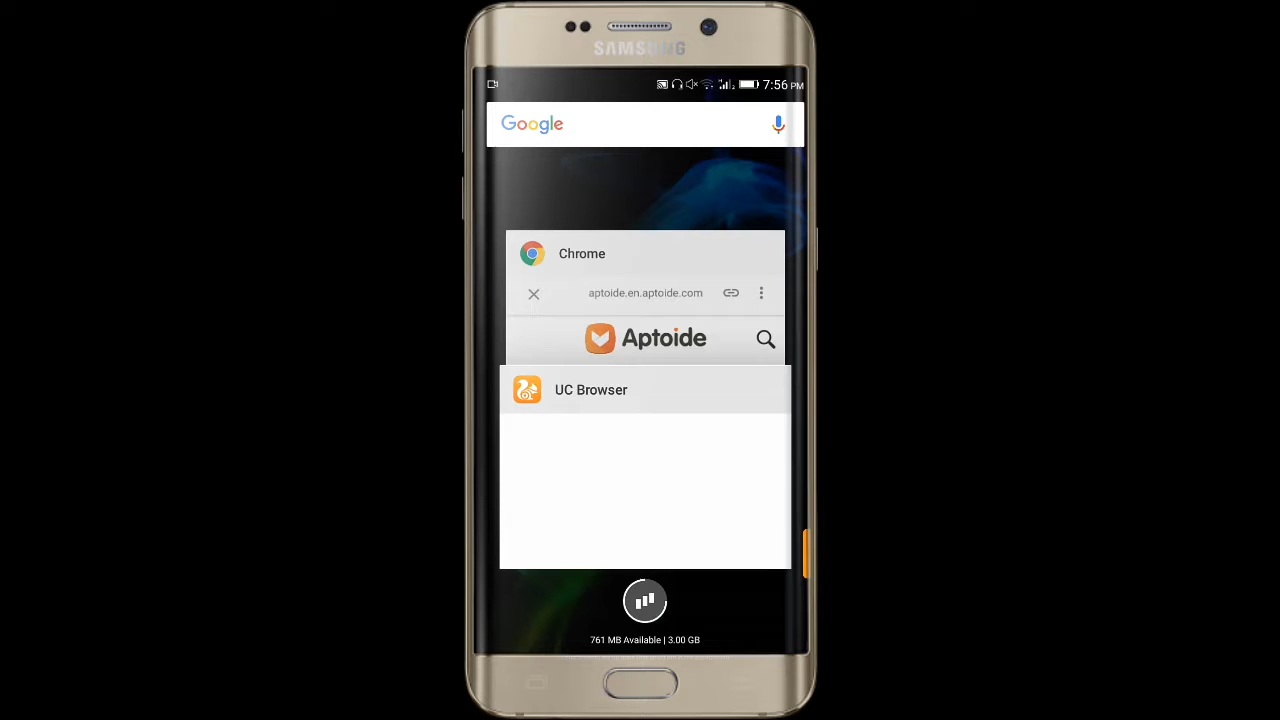 SAMSUNG
7:56 PM
Google
Chrome
aptoide.en.aptoide.com
Aptoide
UC Browser
761 MB Available | 3.00 GB